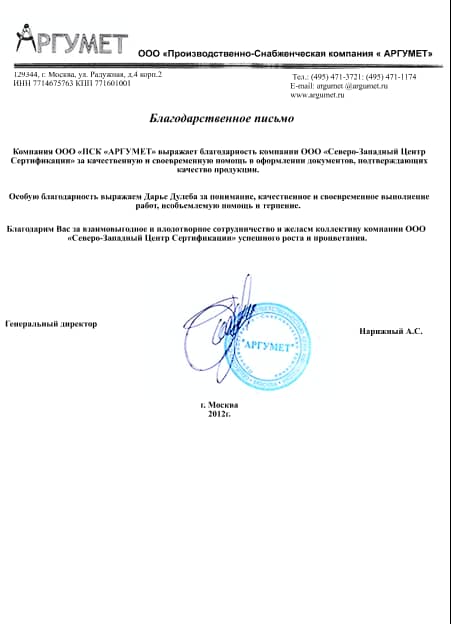 АРГУМЕТ
ООО «Производственно-Снабженческая компания « АРГУМЕТ»
129344, г. Москва, ул. Радужная, д.4 корп.2
ИНН 7714675763 КПП 771601001
Тел.: (495) 471-3721: (495) 471-1174
E-mail: argumet @argumet.ru
www.argumet.ru
Благодарственное письмо
Компания ООО «ПСК «АРГУМЕТ» выражает благодарность компании ООО «Северо-Западный Центр
Сертификации» за качественную и своевременную помощь в оформлении документов, подтверждающих
качество продукции.
Особую благодарность выражаем Дарье Дулеба за понимание, качественное и своевременное выполнение
работ, необъемлемую помощь и терпение.
Благодарим Вас за взаимовыгодное и плодотворное сотрудничество и желаем коллективу компании ООО
«Северо-Западный Центр Сертификации» успешного роста и процветания.
Генеральный директор
"АРГУМЕТ"
Нарижный А.С.
г. Москва
2012г.